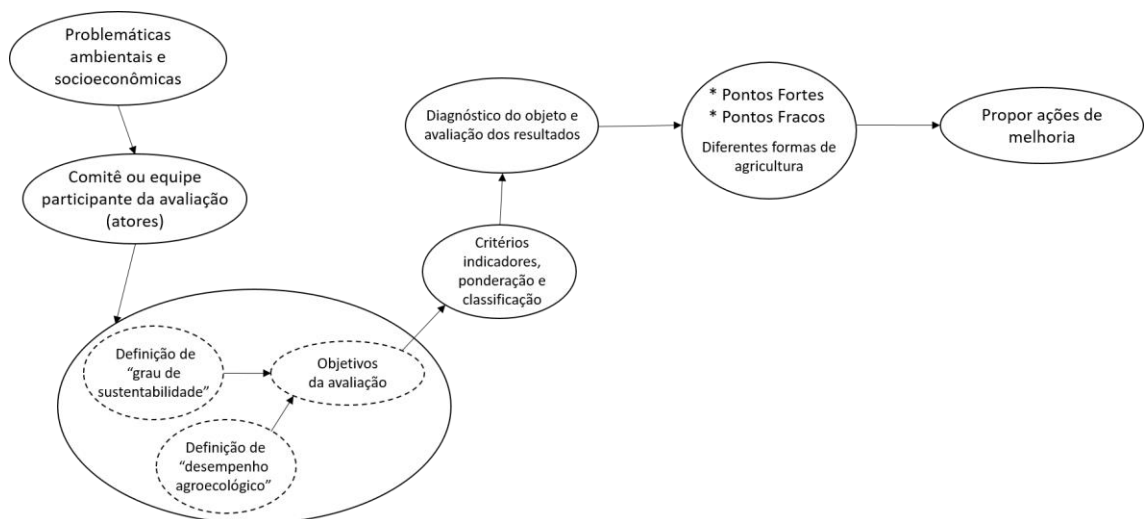 Problemáticas
ambientais e
socioeconômicas
Comitê ou equipe
participante da avaliação
(atores)
Definição de
“grau de
sustentabilidade”
Definição de
“desempenho
agroecológico”
Objetivos
da avaliação
Critérios
indicadores,
ponderação e
classificação
Diagnóstico do objeto e
avaliação dos resultados
* Pontos Fortes
* Pontos Fracos
Diferentes formas de
agricultura
Propor ações de
melhoria